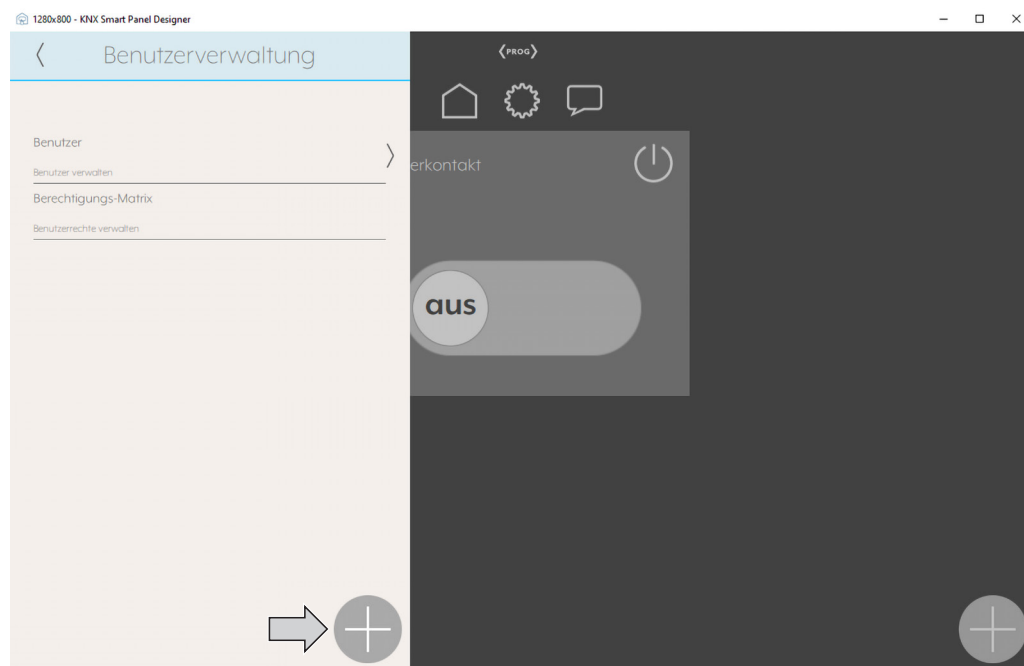 1280x800 - KNX Smart Panel Designer
Benutzerverwaltung
PROG
Benutzer
Benutzer verwalten
Berechtigungs-Matrix
Benutzerrechte verwalten
erkontakt
aus